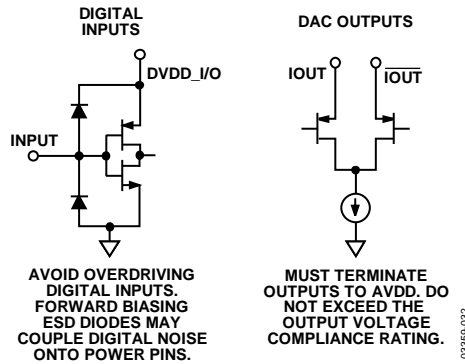 DIGITAL
INPUTS
DVDD_I/O
INPUT
AVOID OVERDRIVING
DIGITAL INPUTS.
FORWARD BIASING
ESD DIODES MAY
COUPLE DIGITAL NOISE
ONTO POWER PINS.
DAC OUTPUTS
IOUT
IOUT
MUST TERMINATE
OUTPUTS TO AVDD. DO
NOT EXCEED THE
OUTPUT VOLTAGE
COMPLIANCE RATING.